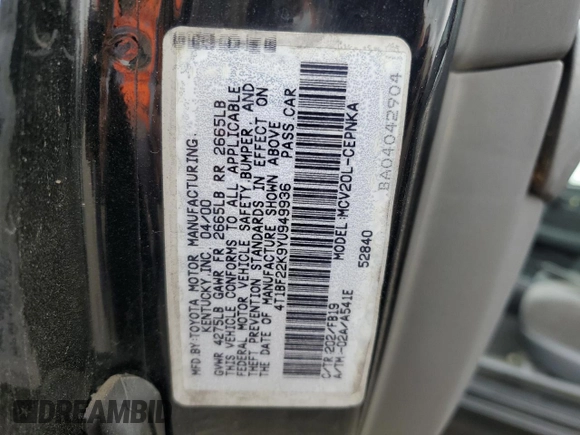 MFD.BY:TOYOTA MOTOR MANUFACTURING,
KENTUCKY INC. 04/00
GVWR 4275LB GAWR FR 2665LB RR 2665LB
THIS VEHICLE CONFORMS TO ALL APPLICABLE
FEDERAL MOTOR VEHICLE SAFETY, BUMPER, AND
THEFT PREVENTION STANDARDS IN EFFECT ON
THE DATE OF MANUFACTURE SHOWN ABOVE.
4T1BF22K9YU949936 PASS.CAR
MODEL:MCV20L-CEPNKA
52840
C/TR:202/FB19
A/TM:-02A/A541E
BA04042904
DREAMBID